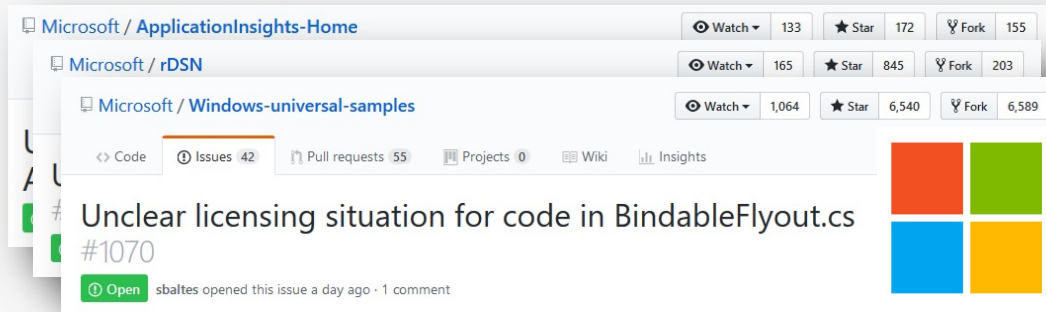 Microsoft / ApplicationInsights-Home Watch 133 Star 172 Fork 155
Microsoft / rDSN Watch 165 Star 845 Fork 203
Microsoft / Windows-universal-samples Watch 1,064 Star 6,540 Fork 6,589
<> Code Issues 42 Pull requests 55 Projects 0 Wiki Insights
Unclear licensing situation for code in BindableFlyout.cs
#1070
Open sbaltes opened this issue a day ago · 1 comment